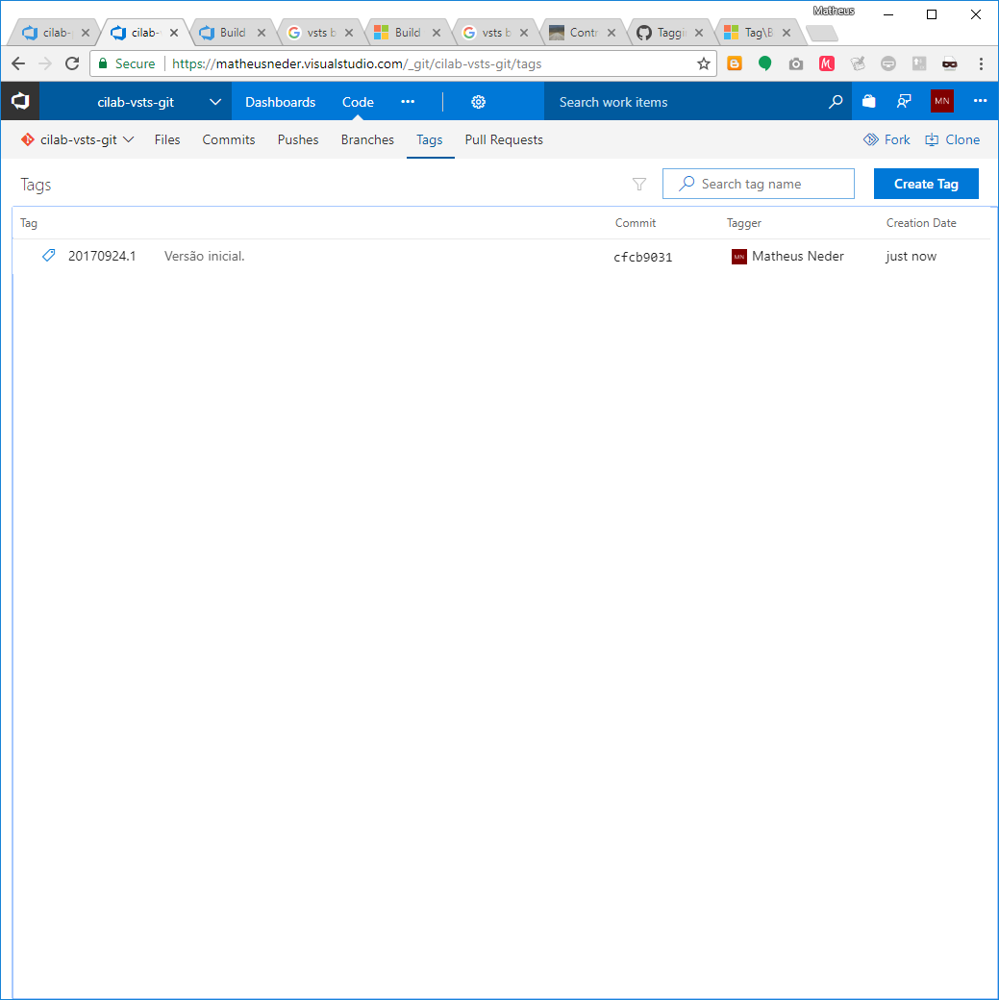 Matheus
cilab-
cilab-
Build
vsts b
Build
vsts b
Contr
Taggi
Tag\B
Secure
https://matheusneder.visualstudio.com/_git/cilab-vsts-git/tags
cilab-vsts-git
Dashboards
Code
Search work items
MN
cilab-vsts-git
Files
Commits
Pushes
Branches
Tags
Pull Requests
Fork
Clone
Tags
Search tag name
Create Tag
Tag
Commit
Tagger
Creation Date
20170924.1
Versão inicial.
cfcb9031
MN
Matheus Neder
just now